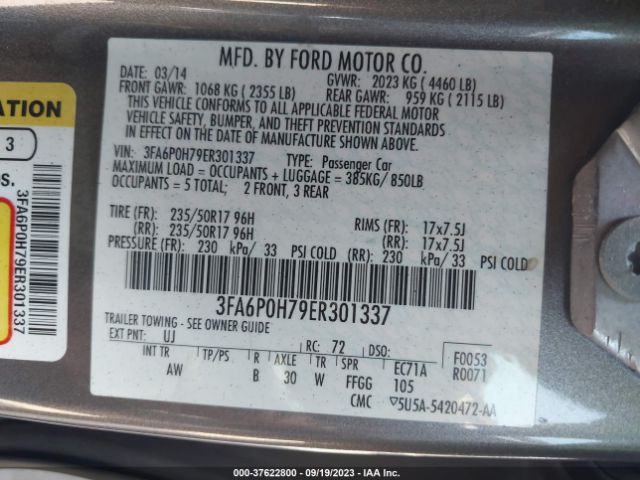 MFD. BY FORD MOTOR CO.
DATE: 03/14 GVWR: 2023 KG ( 4460 LB)
FRONT GAWR: 1068 KG ( 2355 LB) REAR GAWR: 959 KG ( 2115 LB)
THIS VEHICLE CONFORMS TO ALL APPLICABLE FEDERAL MOTOR
VEHICLE SAFETY, BUMPER, AND THEFT PREVENTION STANDARDS
IN EFFECT ON THE DATE OF MANUFACTURE SHOWN ABOVE.
VIN: 3FA6P0H79ER301337 TYPE: Passenger Car
MAXIMUM LOAD = OCCUPANTS + LUGGAGE = 385KG/ 850LB
OCCUPANTS = 5 TOTAL; 2 FRONT, 3 REAR
TIRE (FR): 235/50R17 96H RIMS (FR): 17x7.5J
(RR): 235/50R17 96H (RR): 17x7.5J
PRESSURE (FR): 230 kPa/ 33 PSI COLD (RR): 230 kPa/ 33 PSI COLD
3FA6P0H79ER301337
TRAILER TOWING - SEE OWNER GUIDE
EXT PNT: UJ RC: 72 DSO: F0053
INT TR TP/PS R AXLE TR SPR EC71A R0071
AW B 30 W FFGG 105
CMC ▽5U5A-5420472-AA
ATION
3
OS.
3FA6P0H79ER301337
000-37622800 - 09/19/2023 - IAA Inc.